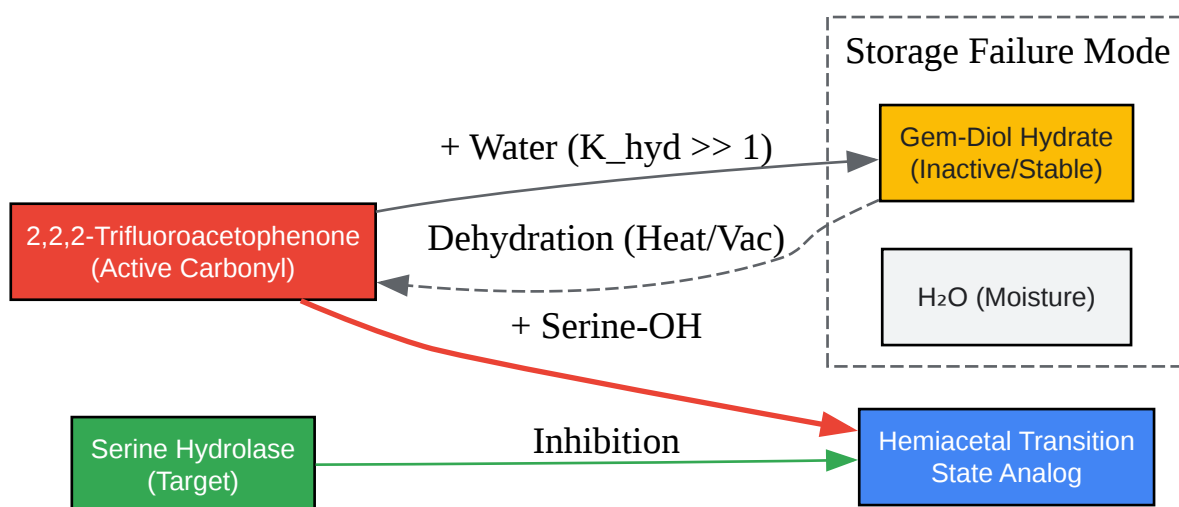 Storage Failure Mode
+ Water (K_hyd >> 1)
Gem-Diol Hydrate
(Inactive/Stable)
2,2,2-Trifluoroacetophenone
(Active Carbonyl)
Dehydration (Heat/Vac)
H₂O (Moisture)
+ Serine-OH
Serine Hydrolase
(Target)
Inhibition
Hemiacetal Transition
State Analog